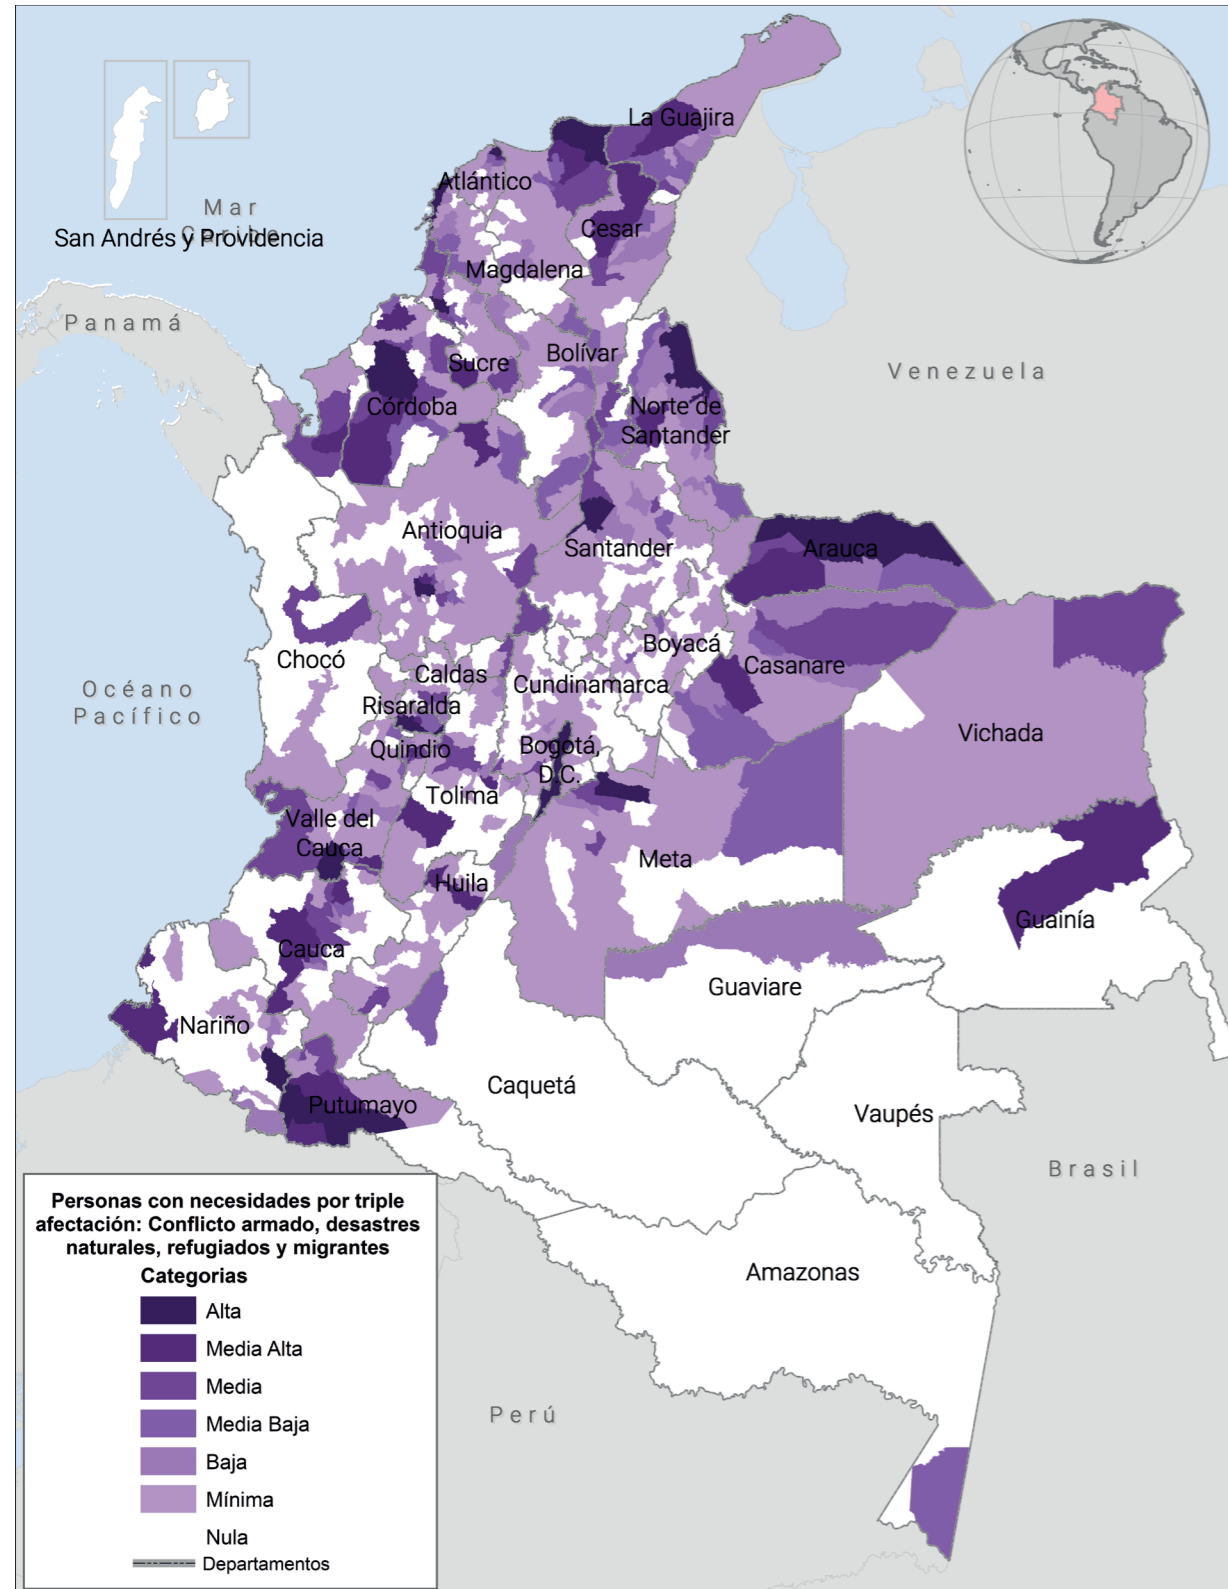 La Guajira
Atlántico
Mar
Caribe
San Andrés y Providencia
Cesar
Magdalena
Panamá
Bolívar
Sucre
Venezuela
Córdoba
Norte de
Santander
Antioquia
Santander
Arauca
Boyacá
Chocó
Casanare
Caldas
Cundinamarca
Océano
Pacífico
Risaralda
Vichada
Quindio
Bogotá,
D.C.
Tolima
Valle del
Cauca
Meta
Huila
Guainía
Cauca
Guaviare
Nariño
Caquetá
Putumayo
Vaupés
Brasil
Amazonas
Perú
Personas con necesidades por triple
afectación: Conflicto armado, desastres
naturales, refugiados y migrantes
Categorias
Alta
Media Alta
Media
Media Baja
Baja
Mínima
Nula
Departamentos